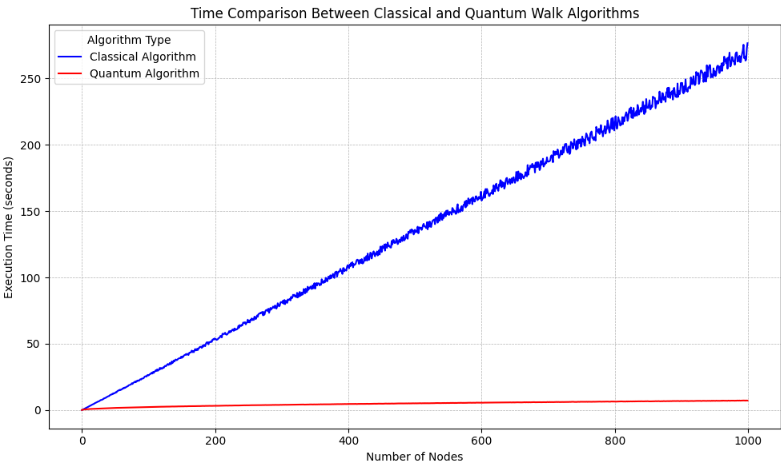 Time Comparison Between Classical and Quantum Walk Algorithms
Algorithm Type
Classical Algorithm
Quantum Algorithm
Execution Time (seconds)
250
200
150
100
50
0
0 200 400 600 800 1000
Number of Nodes